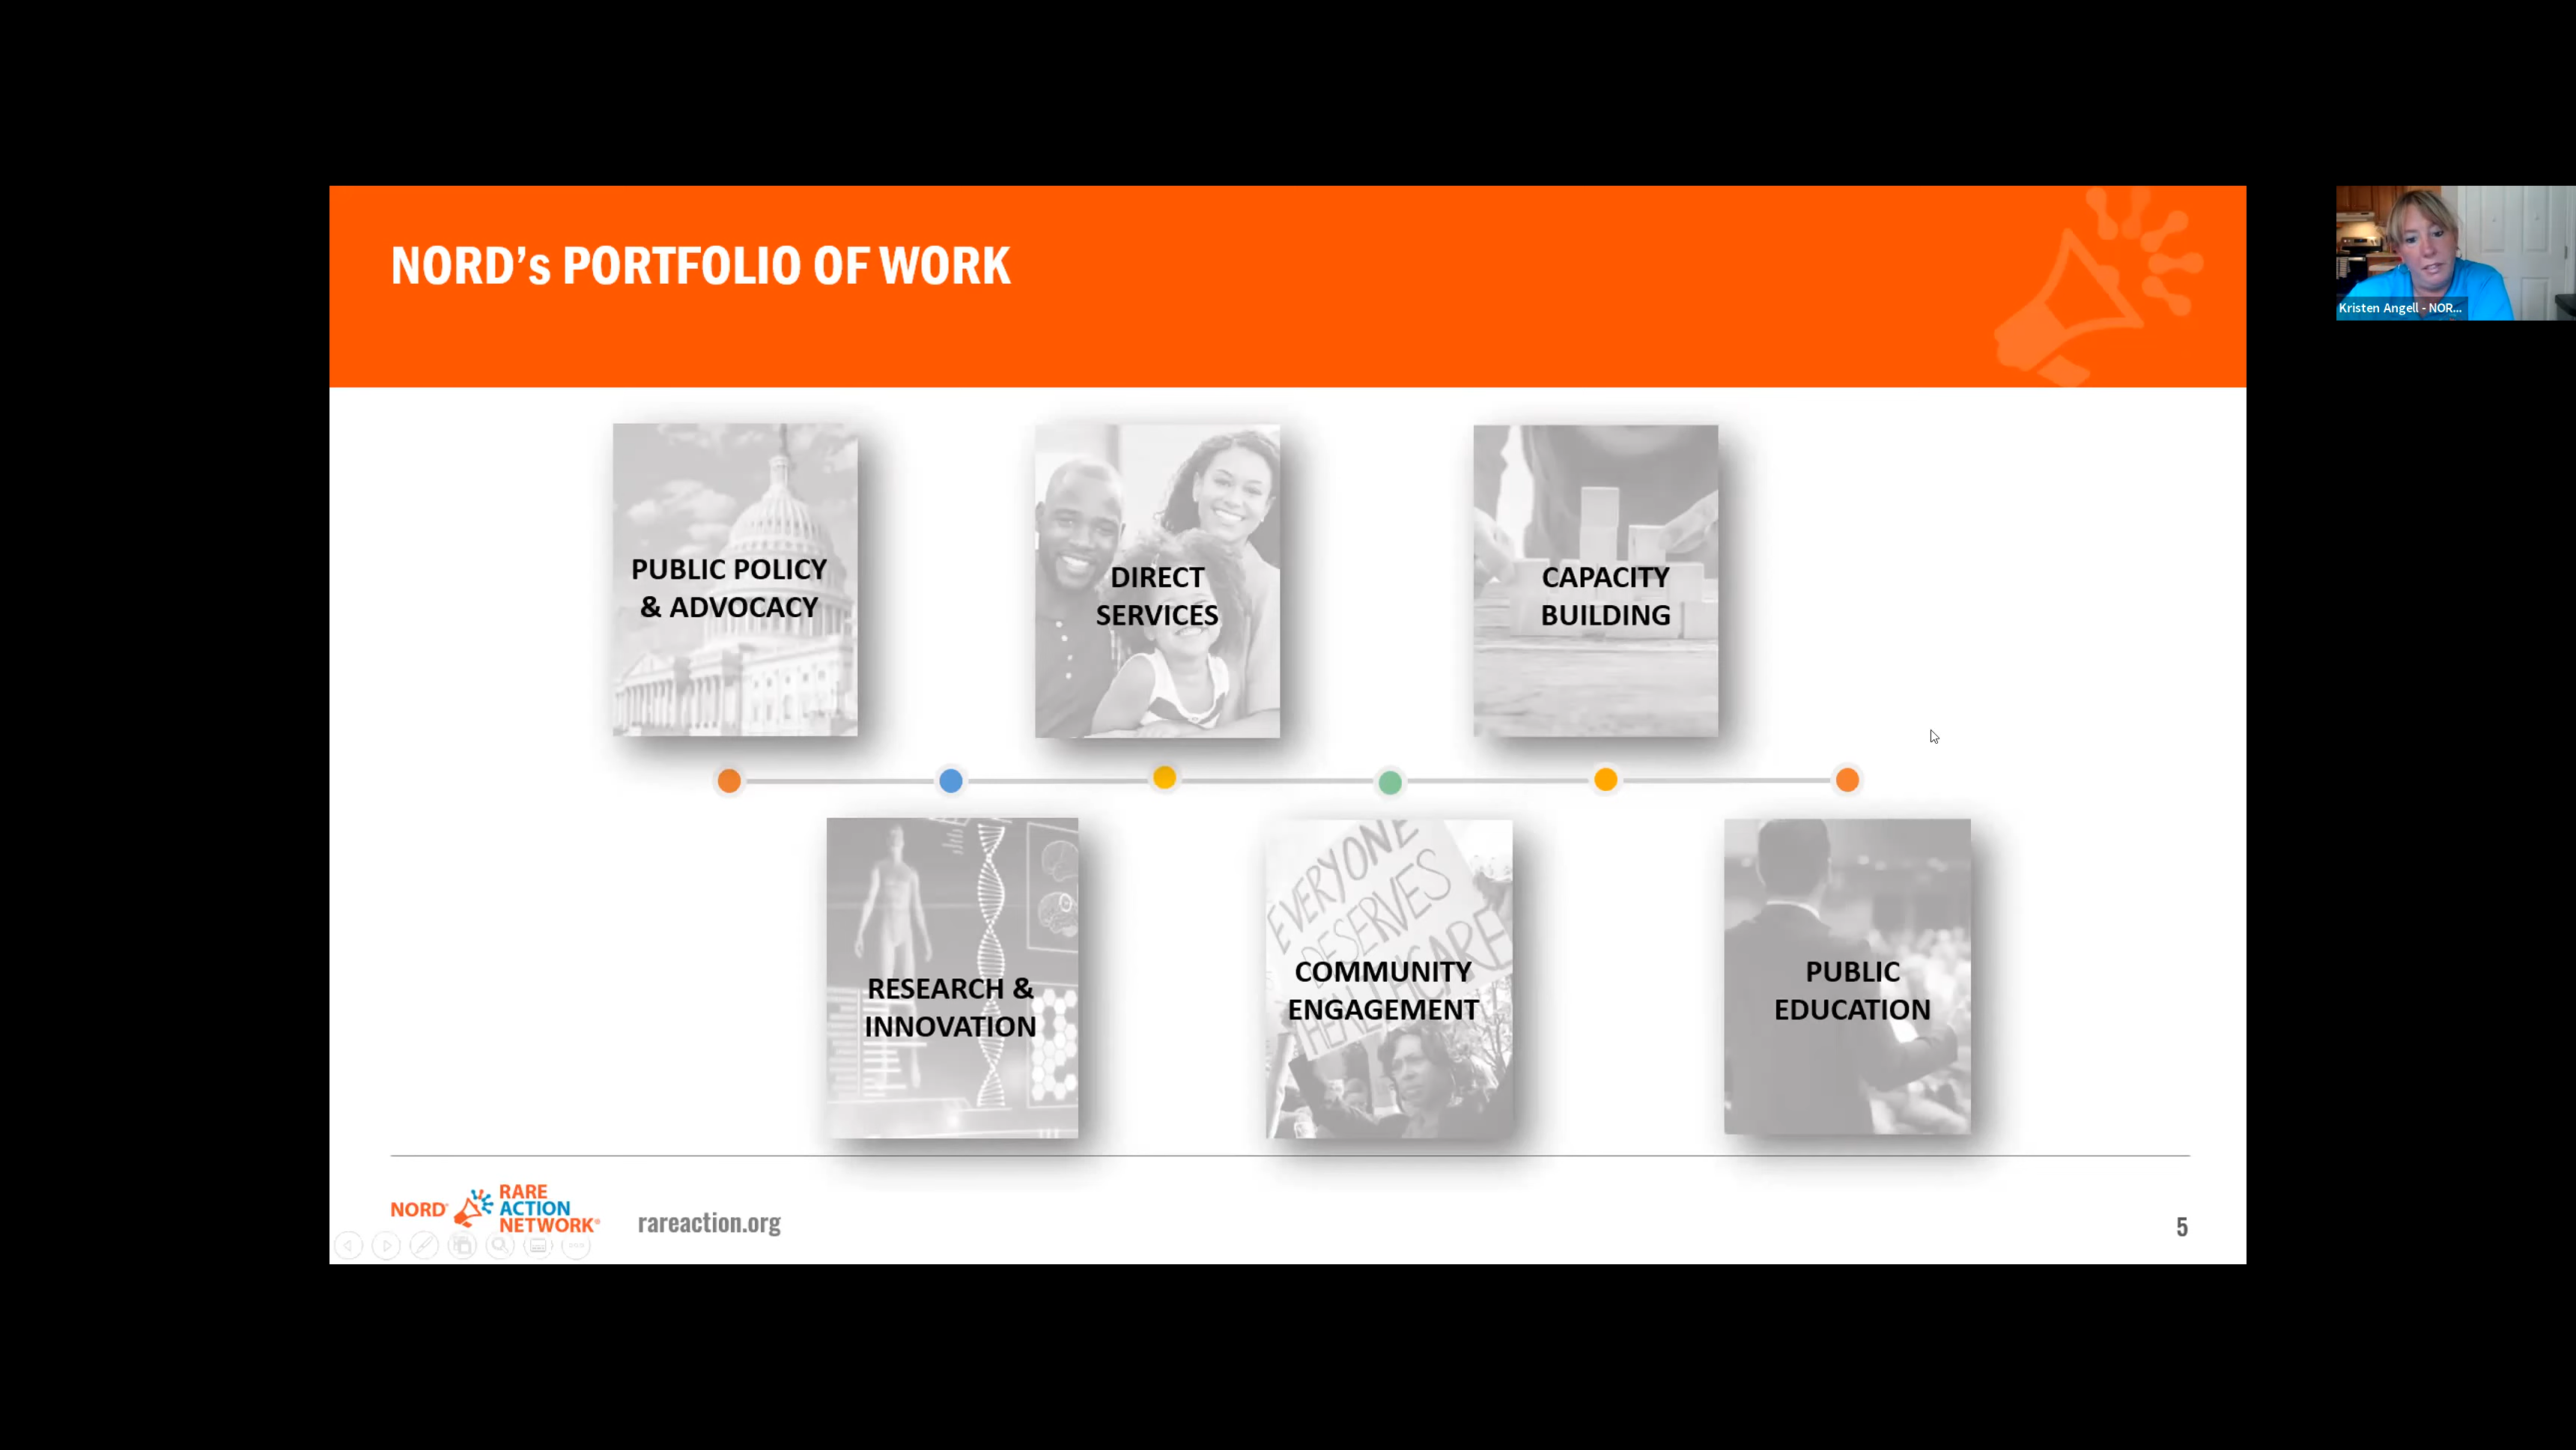 NORD's PORTFOLIO OF WORK
Kristen Angell - NOR...
PUBLIC POLICY
& ADVOCACY
DIRECT
SERVICES
CAPACITY
BUILDING
RESEARCH &
INNOVATION
EVERYONE
DESERVES
HEALTHCARE
COMMUNITY
ENGAGEMENT
PUBLIC
EDUCATION
NORD®
RARE
ACTION
NETWORK®
rareaction.org
5